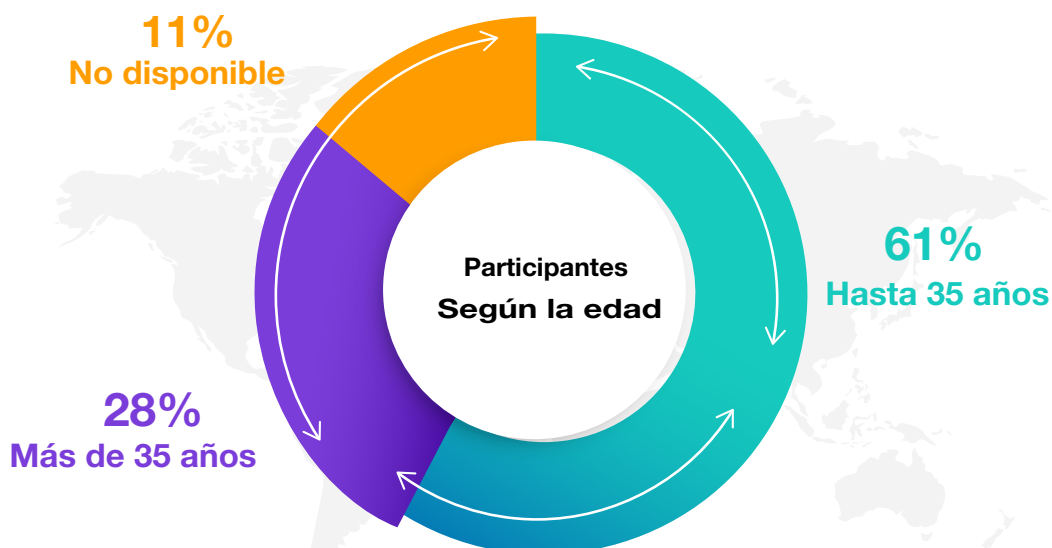 11%
No disponible
Participantes
Según la edad
61%
Hasta 35 años
28%
Más de 35 años